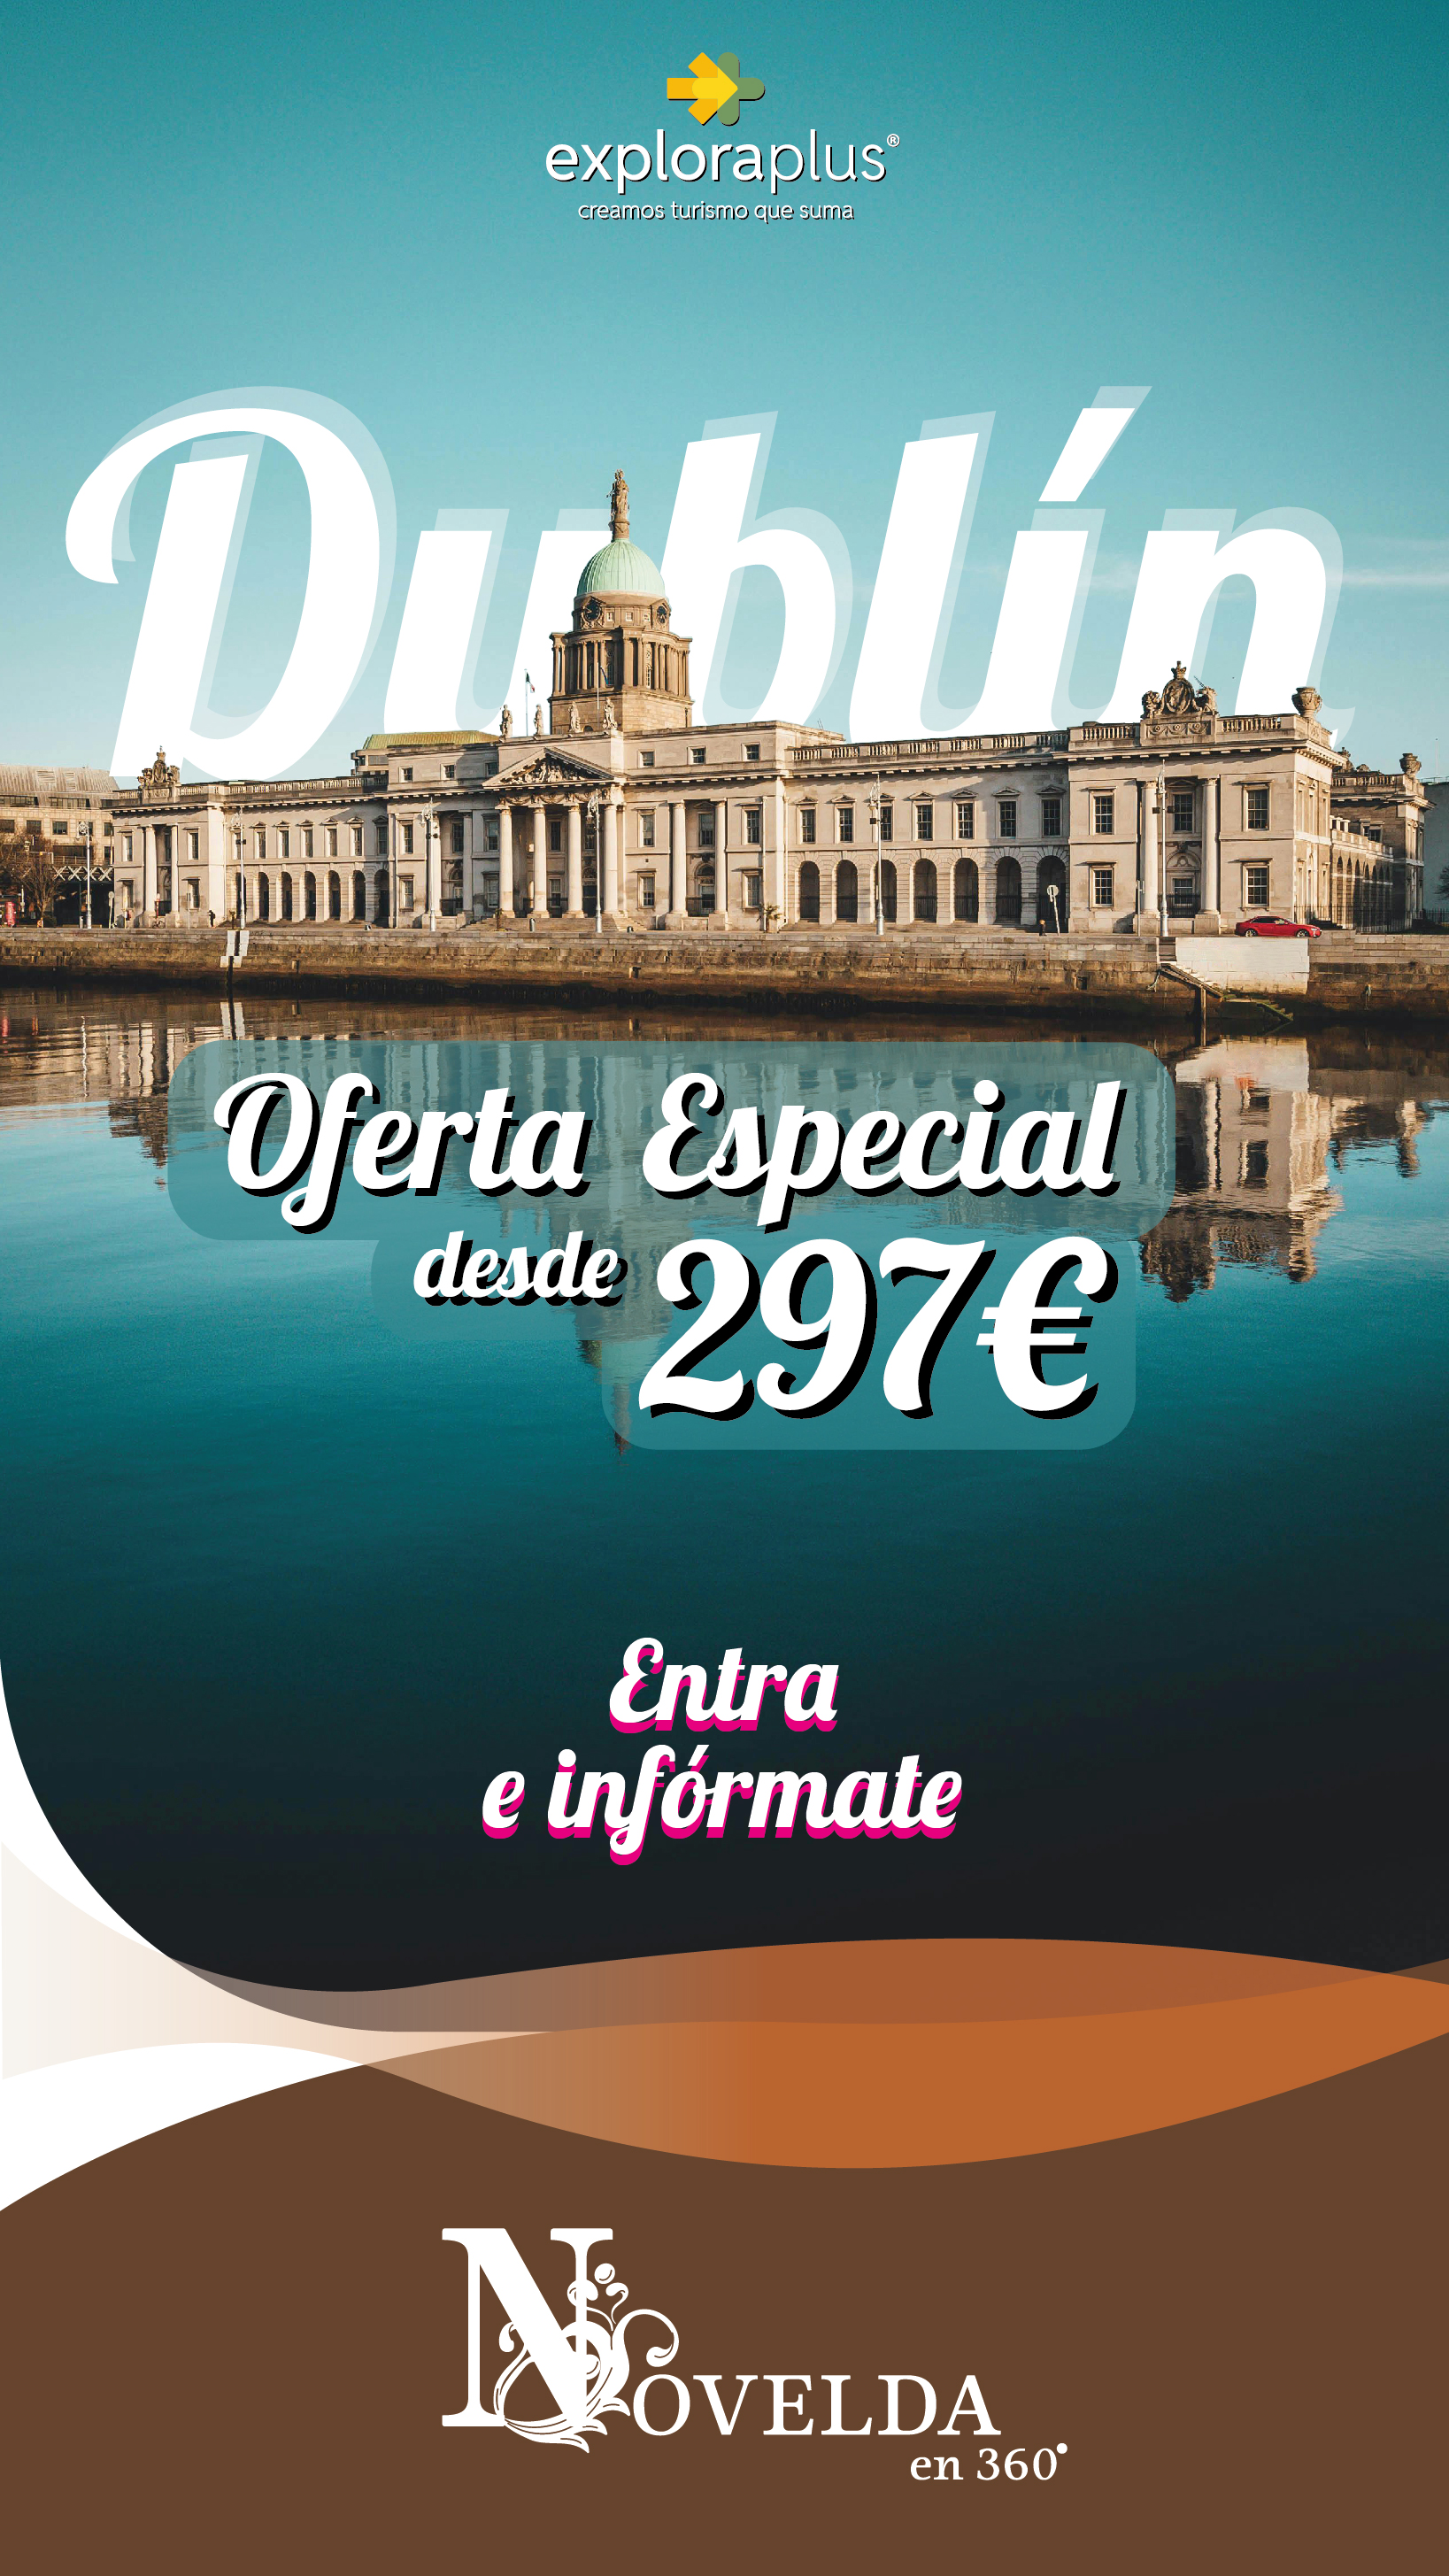 exploraplus®
creamos turismo que suma
Dublín
Oferta Especial
desde 297€
Entra
e infórmate
NOVELDA
en 360°